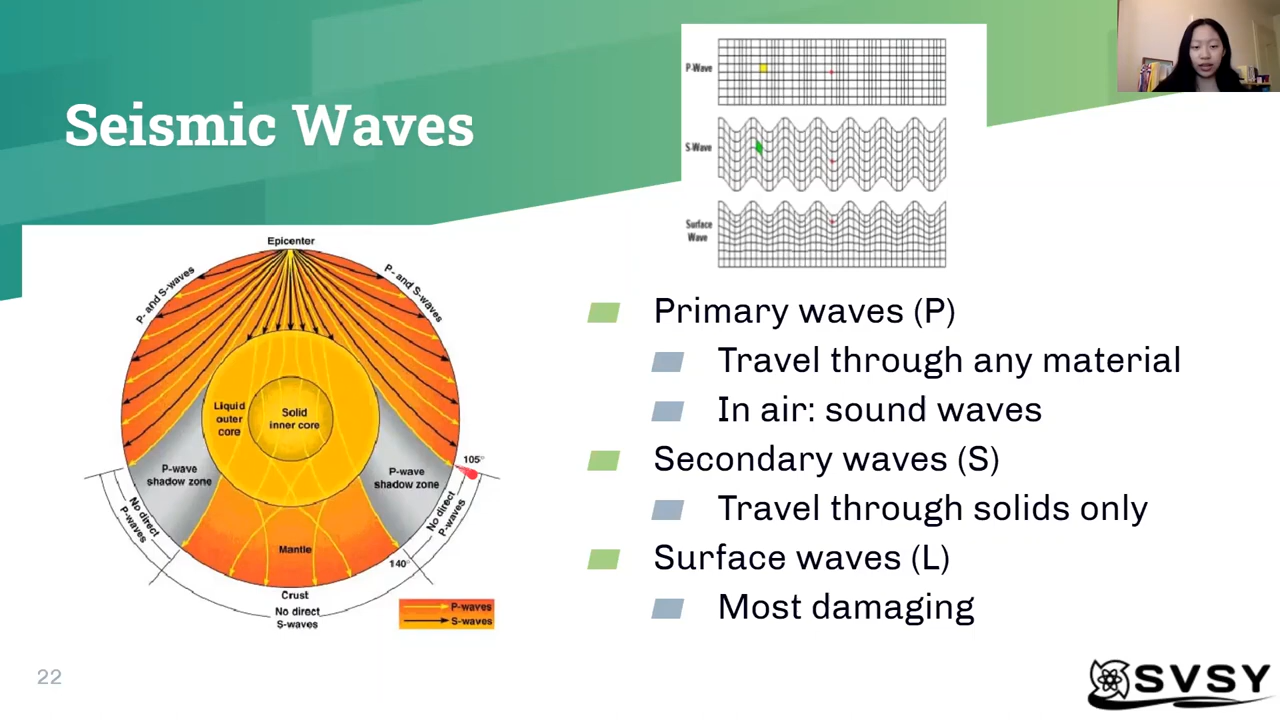 Seismic Waves
P-Wave
S-Wave
Surface
Wave
Epicenter
P- and S-waves
P- and S-waves
Liquid
outer
core
Solid
inner core
P-wave
shadow zone
P-wave
shadow zone
105°
No direct
P-waves
No direct
P-waves
Mantle
140°
Crust
No direct
S-waves
P-waves
S-waves
Primary waves (P)
Travel through any material
In air: sound waves
Secondary waves (S)
Travel through solids only
Surface waves (L)
Most damaging
22
SVSY